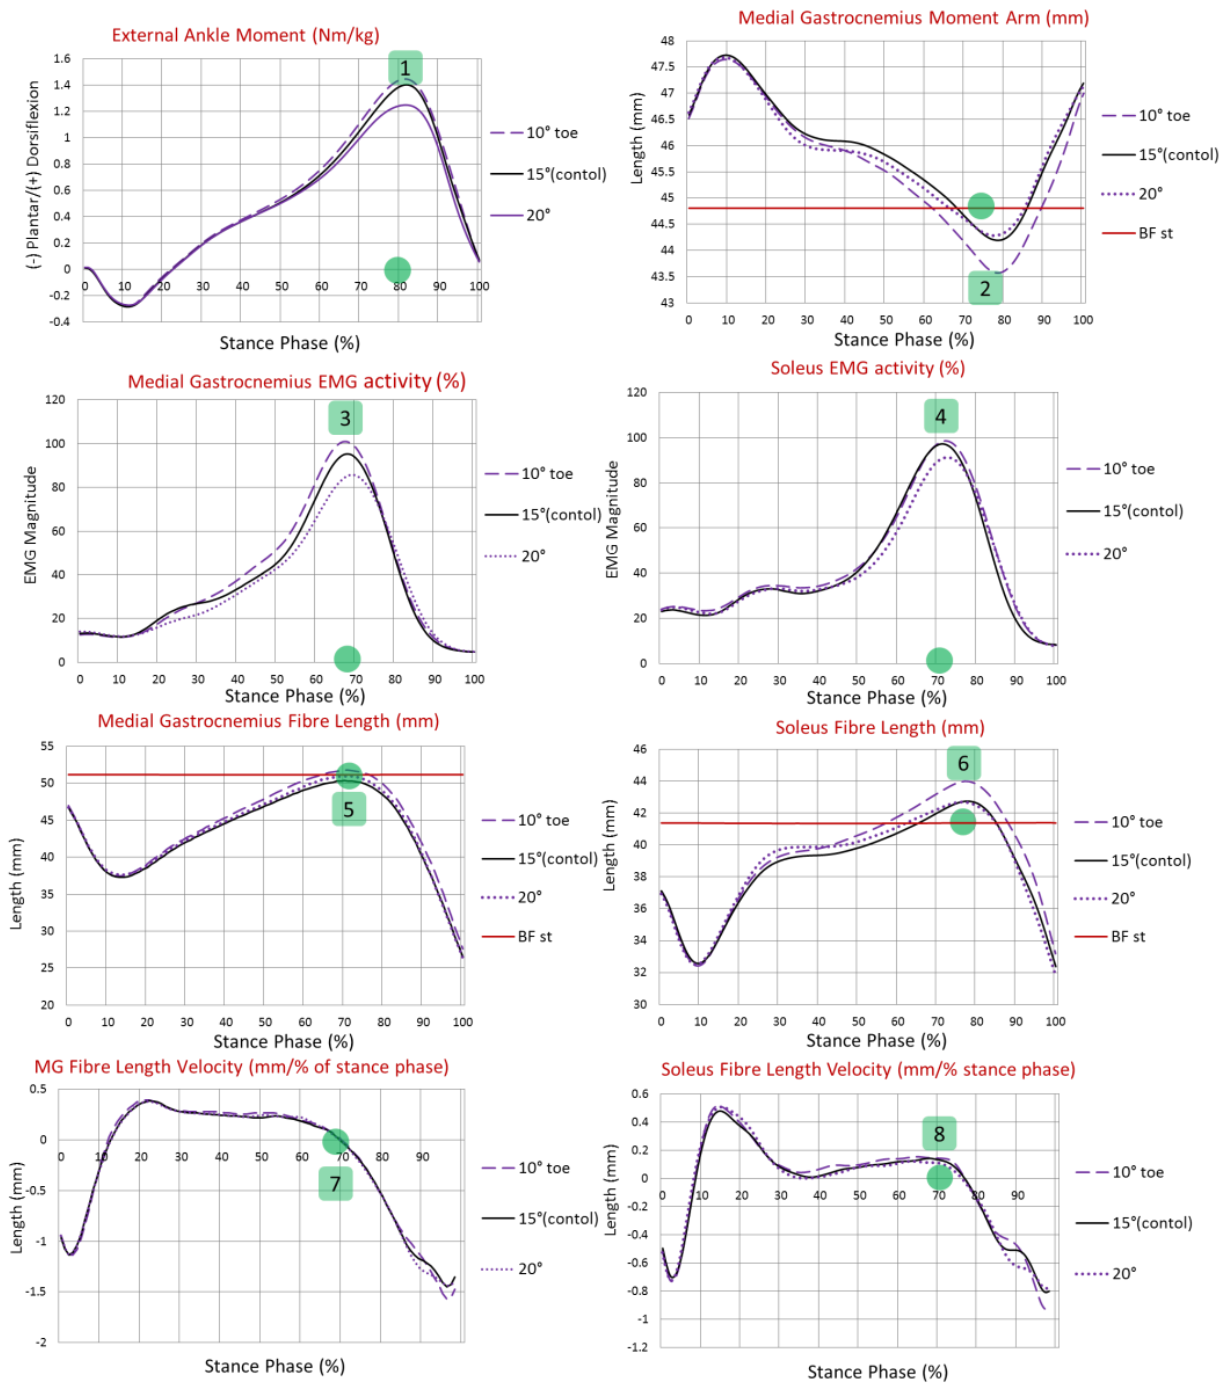 External Ankle Moment (Nm/kg)
(-) Plantar/(+) Dorsiflexion
1.6
1.4
1.2
1
0.8
0.6
0.4
0.2
0
-0.2
-0.4
0 10 20 30 40 50 60 70 80 90 100
Stance Phase (%)
1
10° toe
15°(contol)
20°
Medial Gastrocnemius Moment Arm (mm)
Length (mm)
48
47.5
47
46.5
46
45.5
45
44.5
44
43.5
43
0 10 20 30 40 50 60 70 80 90 100
Stance Phase (%)
2
10° toe
15°(contol)
20°
BF st
Medial Gastrocnemius EMG activity (%)
EMG Magnitude
120
100
80
60
40
20
0
0 10 20 30 40 50 60 70 80 90 100
Stance Phase (%)
3
10° toe
15°(contol)
20°
Soleus EMG activity (%)
EMG Magnitude
120
100
80
60
40
20
0
0 10 20 30 40 50 60 70 80 90 100
Stance Phase (%)
4
10° toe
15°(contol)
20°
Medial Gastrocnemius Fibre Length (mm)
Length (mm)
55
50
45
40
35
30
25
20
0 10 20 30 40 50 60 70 80 90 100
Stance Phase (%)
5
10° toe
15°(contol)
20°
BF st
Soleus Fibre Length (mm)
Length (mm)
46
44
42
40
38
36
34
32
30
0 10 20 30 40 50 60 70 80 90 100
Stance Phase (%)
6
10° toe
15°(contol)
20°
BF st
MG Fibre Length Velocity (mm/% of stance phase)
Length (mm)
0.5
0
-0.5
-1
-1.5
-2
0 10 20 30 40 50 60 70 80 90
Stance Phase (%)
7
10° toe
15°(contol)
20°
Soleus Fibre Length Velocity (mm/% stance phase)
Length (mm)
0.6
0.4
0.2
0
-0.2
-0.4
-0.6
-0.8
-1
-1.2
0 10 20 30 40 50 60 70 80 90
Stance Phase (%)
8
10° toe
15°(contol)
20°